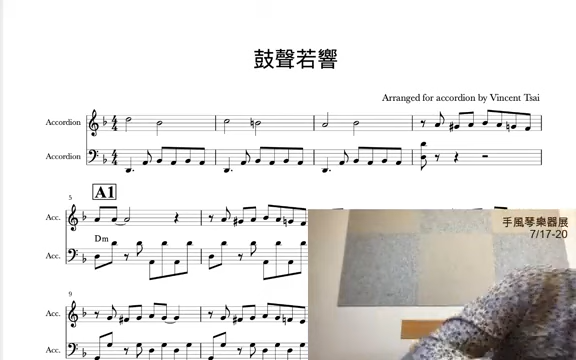 鼓聲若響
Arranged for accordion by Vincent Tsai
Accordion
Accordion
5
A1
Acc.
Dm
Acc.
9
Acc.
Acc.
手風琴樂器展
7/17-20